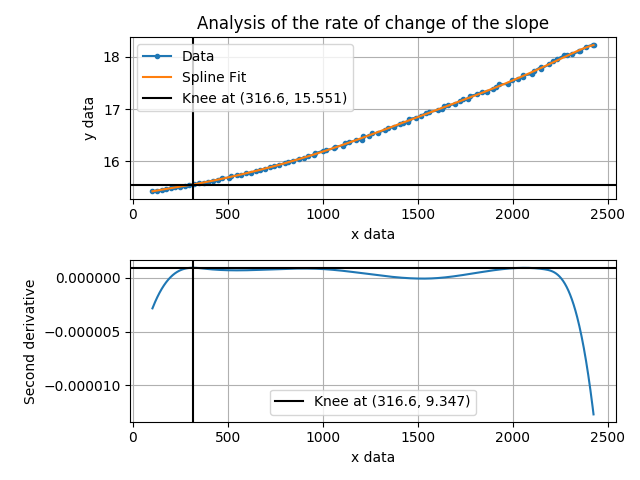 Analysis of the rate of change of the slope
18
17
16
y data
Data
Spline Fit
Knee at (316.6, 15.551)
0 500 1000 1500 2000 2500
x data
0.000000
−0.000005
−0.000010
Second derivative
Knee at (316.6, 9.347)
0 500 1000 1500 2000 2500
x data